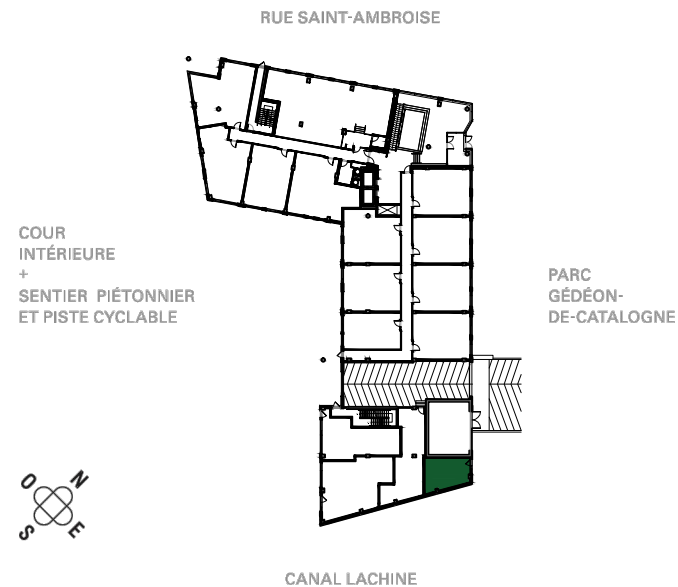 RUE SAINT-AMBROISE
COUR
INTÉRIEURE
+
SENTIER PIÉTONNIER
ET PISTE CYCLABLE
PARC
GÉDÉON-
DE-CATALOGNE
O N
S E
CANAL LACHINE